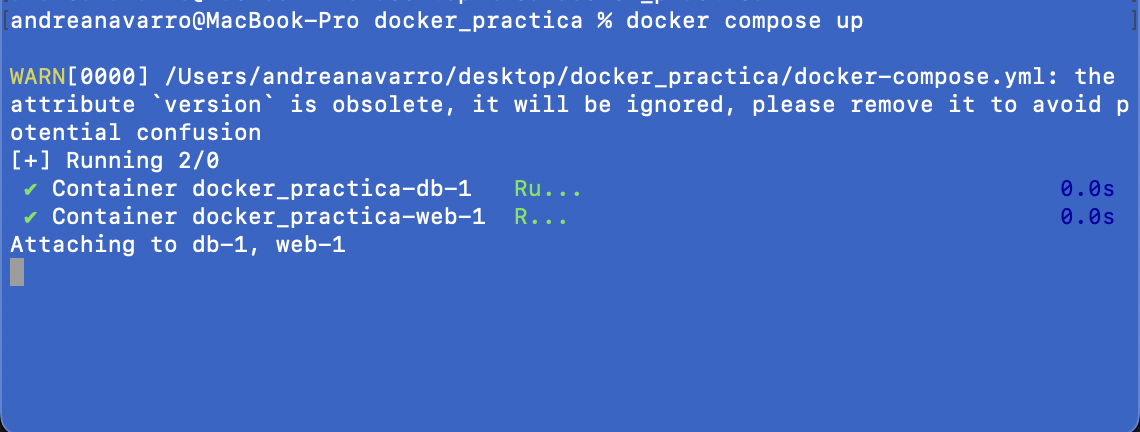 [andreanavarro@MacBook-Pro docker_practica % docker compose up ]
WARN[0000] /Users/andreanavarro/desktop/docker_practica/docker-compose.yml: the
attribute `version` is obsolete, it will be ignored, please remove it to avoid p
otential confusion
[+] Running 2/0
✔ Container docker_practica-db-1 Ru... 0.0s
✔ Container docker_practica-web-1 R... 0.0s
Attaching to db-1, web-1